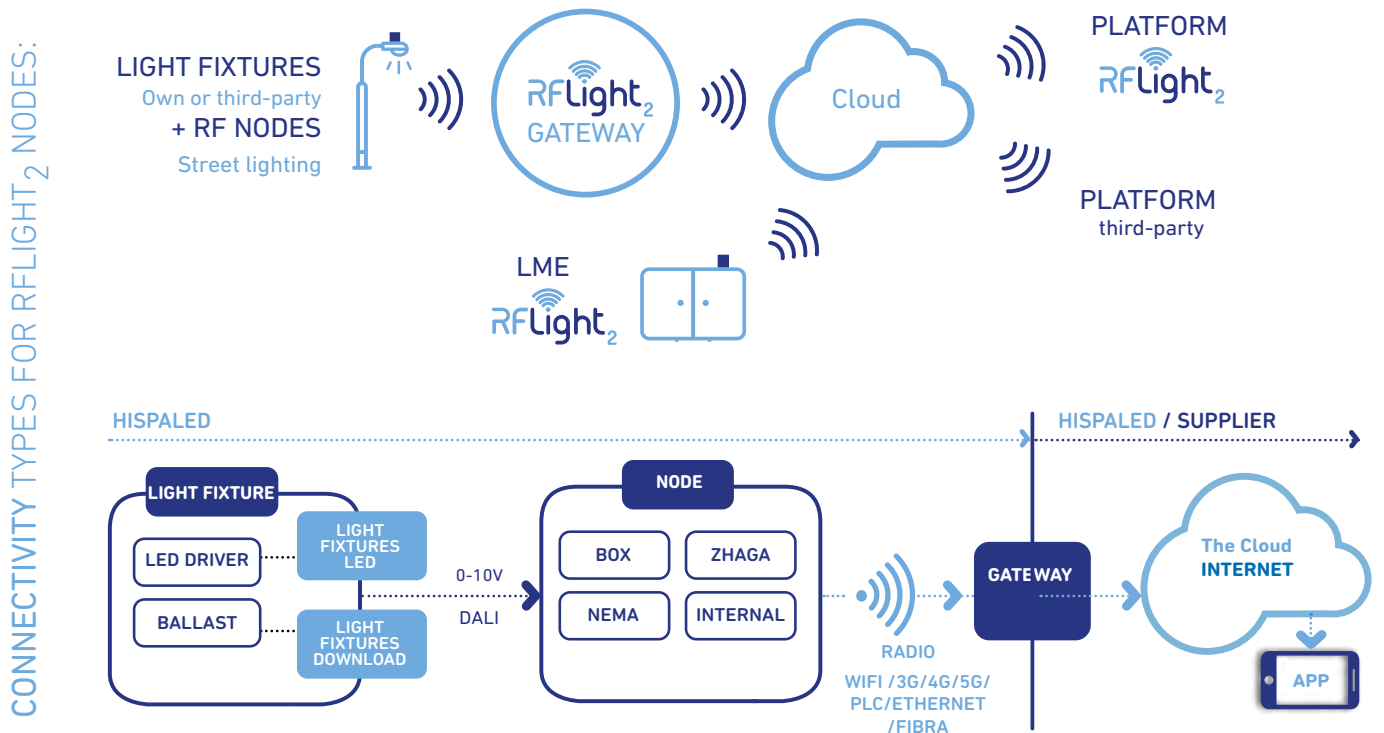 CONNECTIVITY TYPES FOR RFLIGHT2 NODES:
LIGHT FIXTURES
Own or third-party
+ RF NODES
Street lighting
RFLight2
GATEWAY
Cloud
PLATFORM
RFLight2
PLATFORM
third-party
LME
RFLight2
HISPALED
HISPALED / SUPPLIER
LIGHT FIXTURE
LED DRIVER
BALLAST
LIGHT
FIXTURES
LED
LIGHT
FIXTURES
DOWNLOAD
0-10V
DALI
NODE
BOX
ZHAGA
NEMA
INTERNAL
RADIO
WIFI /3G/4G/5G/
PLC/ETHERNET
/FIBRA
GATEWAY
The Cloud
INTERNET
APP